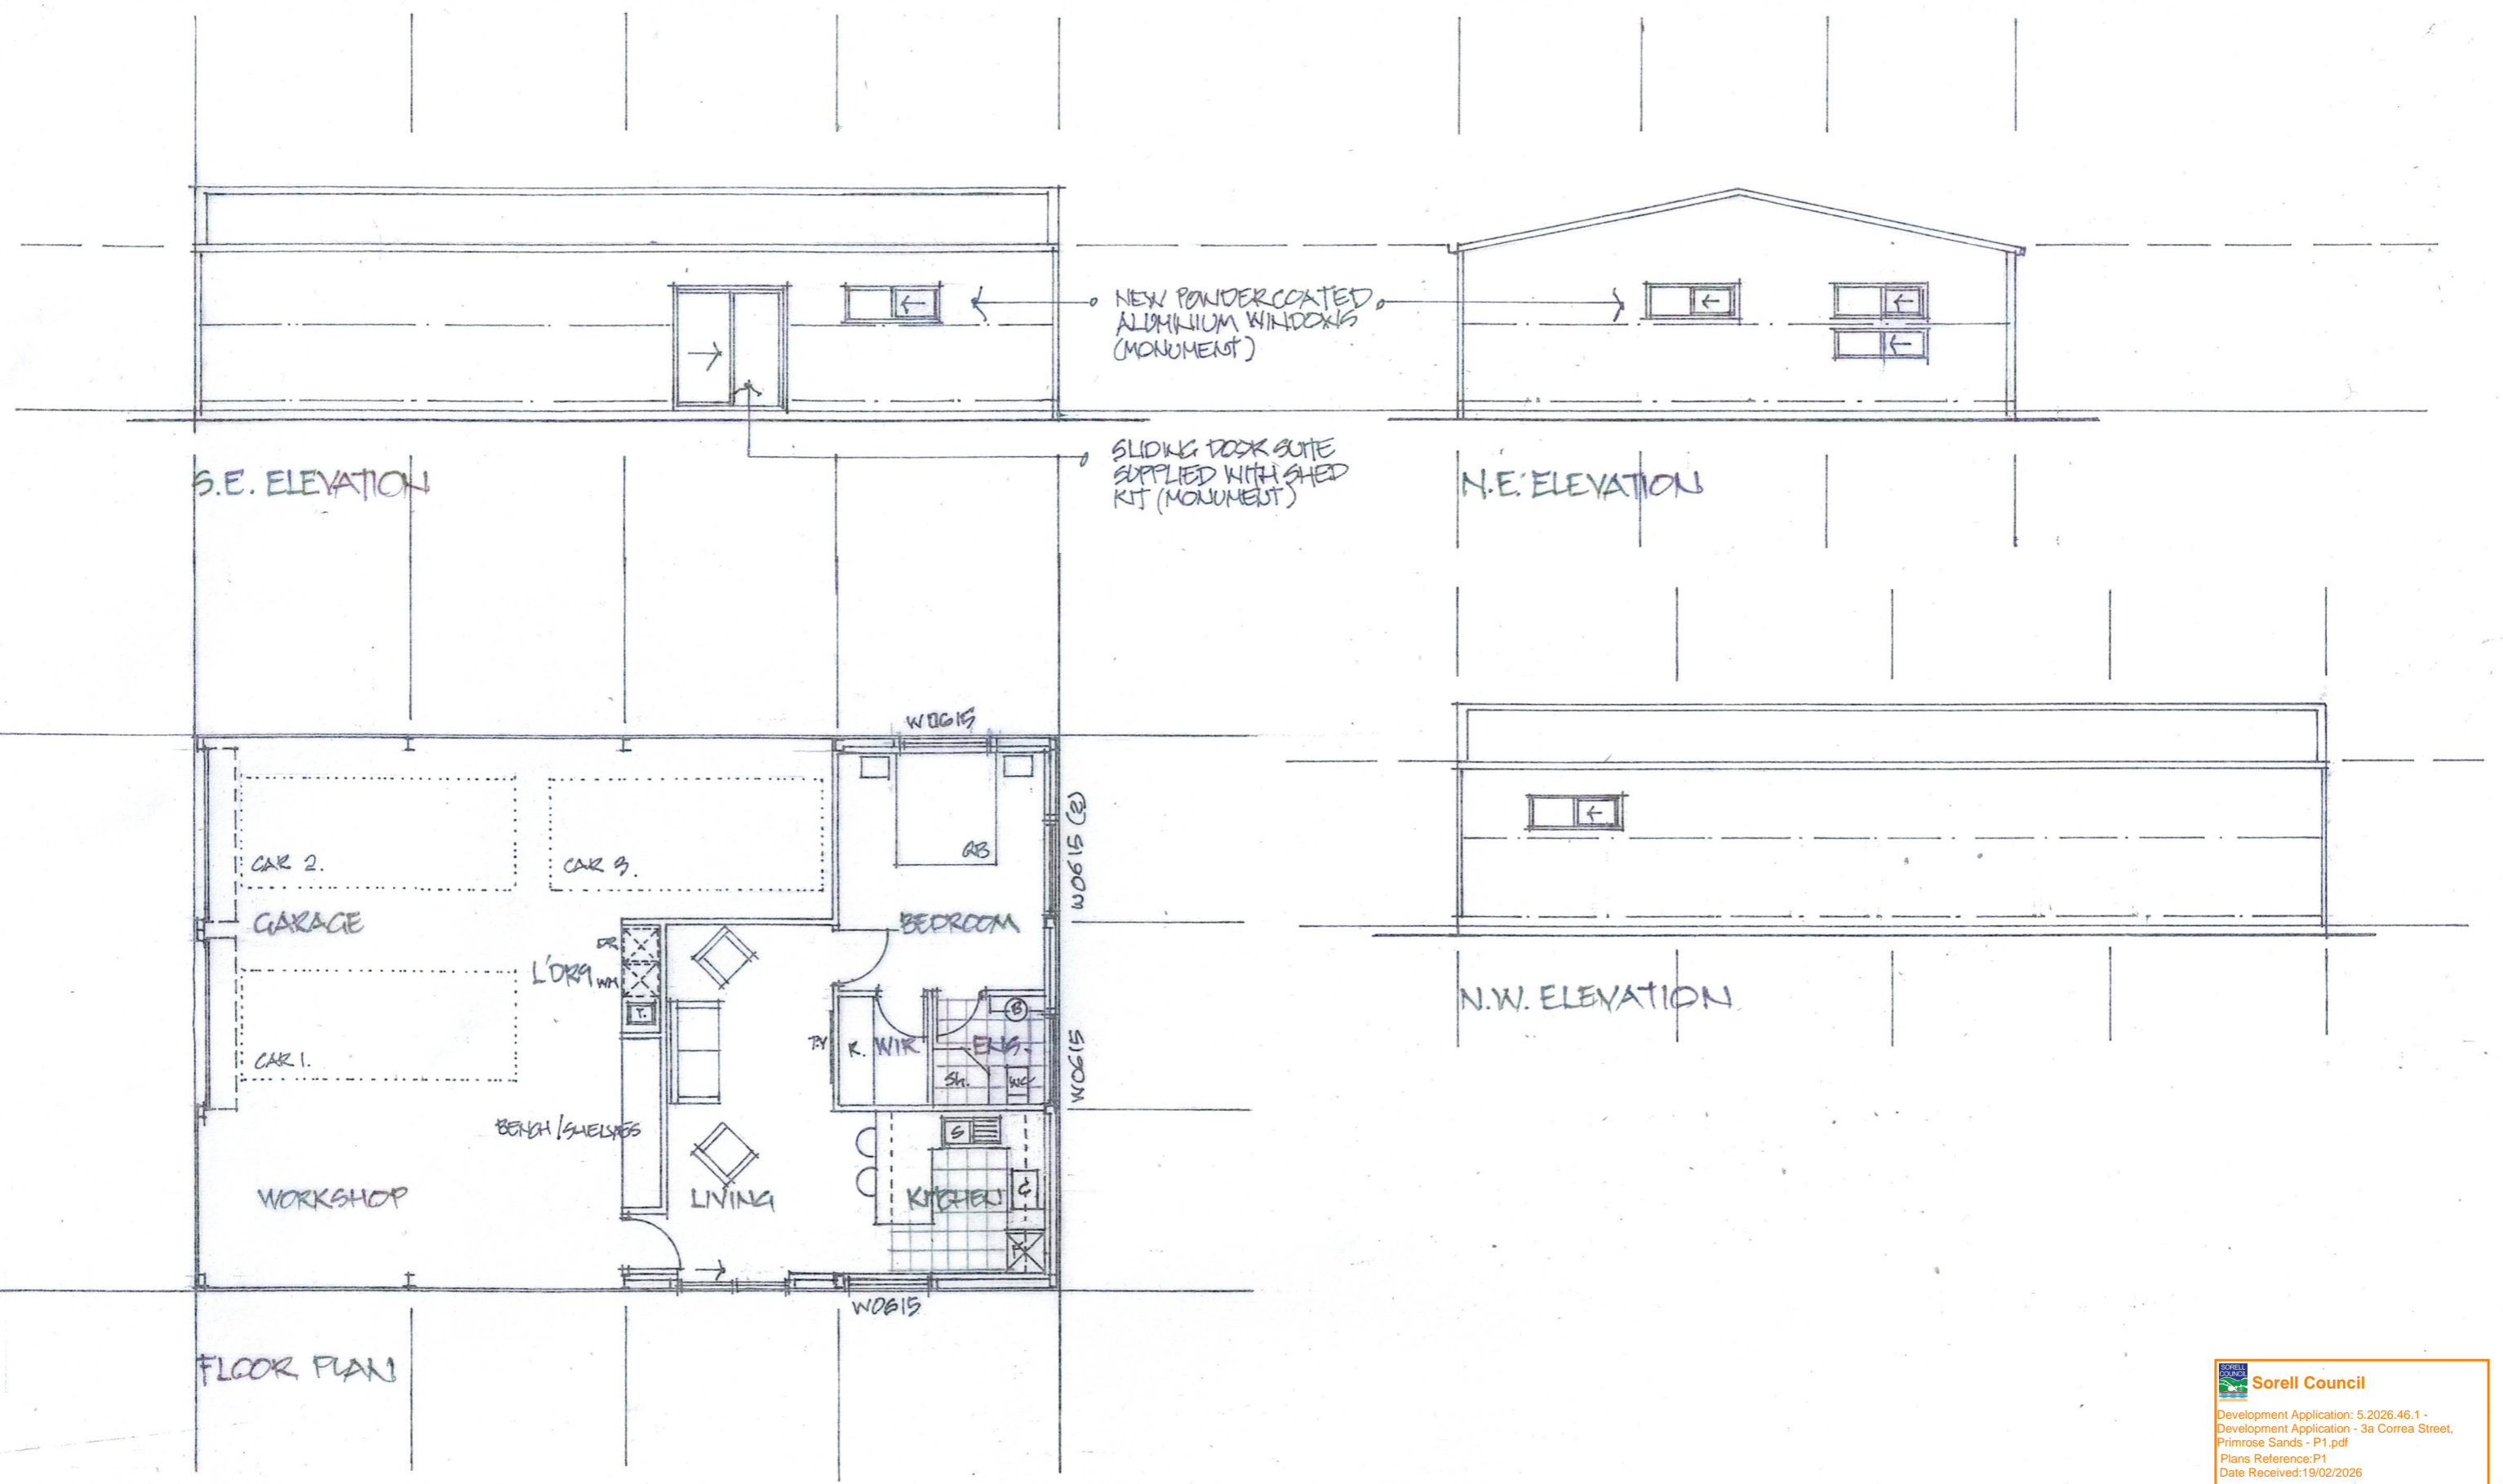 NEW POWDERCOATED
ALUMINIUM WINDOWS
(MONUMENT)
SLIDING DOOR SUITE
SUPPLIED WITH SHED
KIT (MONUMENT)
S.E. ELEVATION
N.E. ELEVATION
N.W. ELEVATION
W0615
CAR 2.
CAR 3.
QB
W0615 (2)
GARAGE
BEDROOM
DR
L'DRY
WM
T.
B
CAR 1.
TV
R.
WIR
ENS.
Sh.
WC
W0615
BENCH/SHELVES
S
WORKSHOP
LIVING
KITCHEN
W0615
FLOOR PLAN
SORELL
COUNCIL
Sorell Council
Development Application: 5.2026.46.1 -
Development Application - 3a Correa Street,
Primrose Sands - P1.pdf
Plans Reference:P1
Date Received:19/02/2026